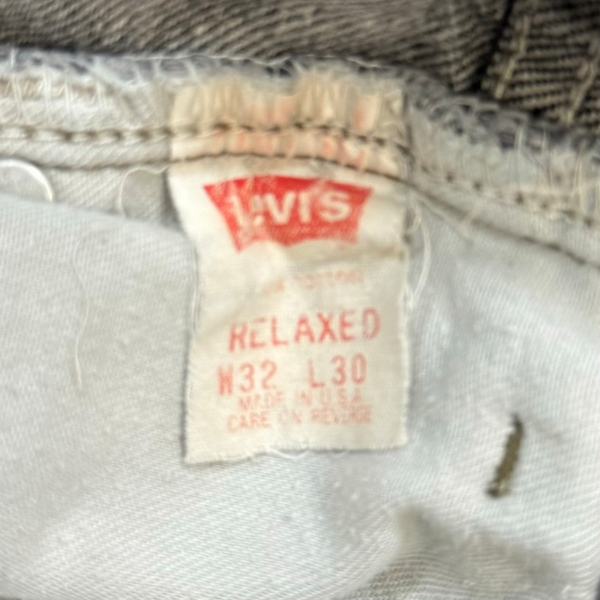 Levi's
RELAXED
W32 L30
MADE IN U.S.A.
CARE ON REVERSE